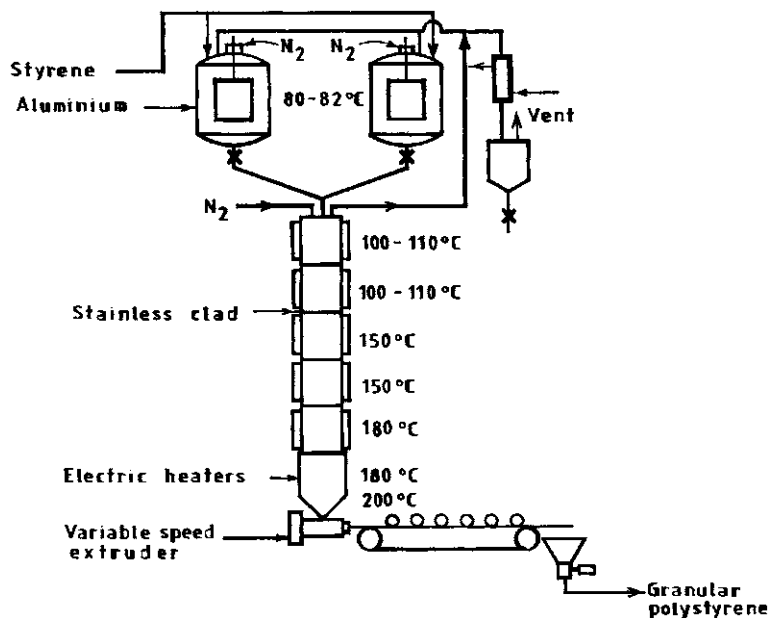 N2
N2
Styrene
Aluminium
80-82°C
Vent
N2
100-110°C
100-110°C
Stainless clad
150°C
150°C
180°C
Electric heaters
180°C
200°C
Variable speed
extruder
Granular
polystyrene